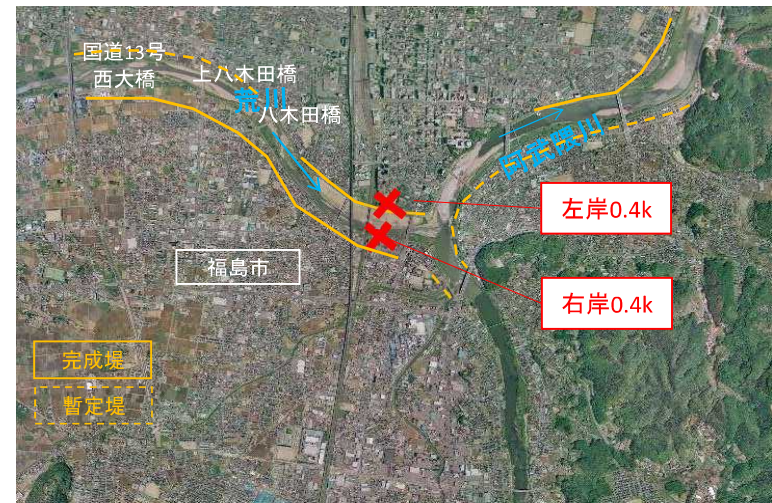 国道13号
西大橋
上八木田橋
荒川
八木田橋
阿武隈川
左岸0.4k
福島市
右岸0.4k
完成堤
暫定堤